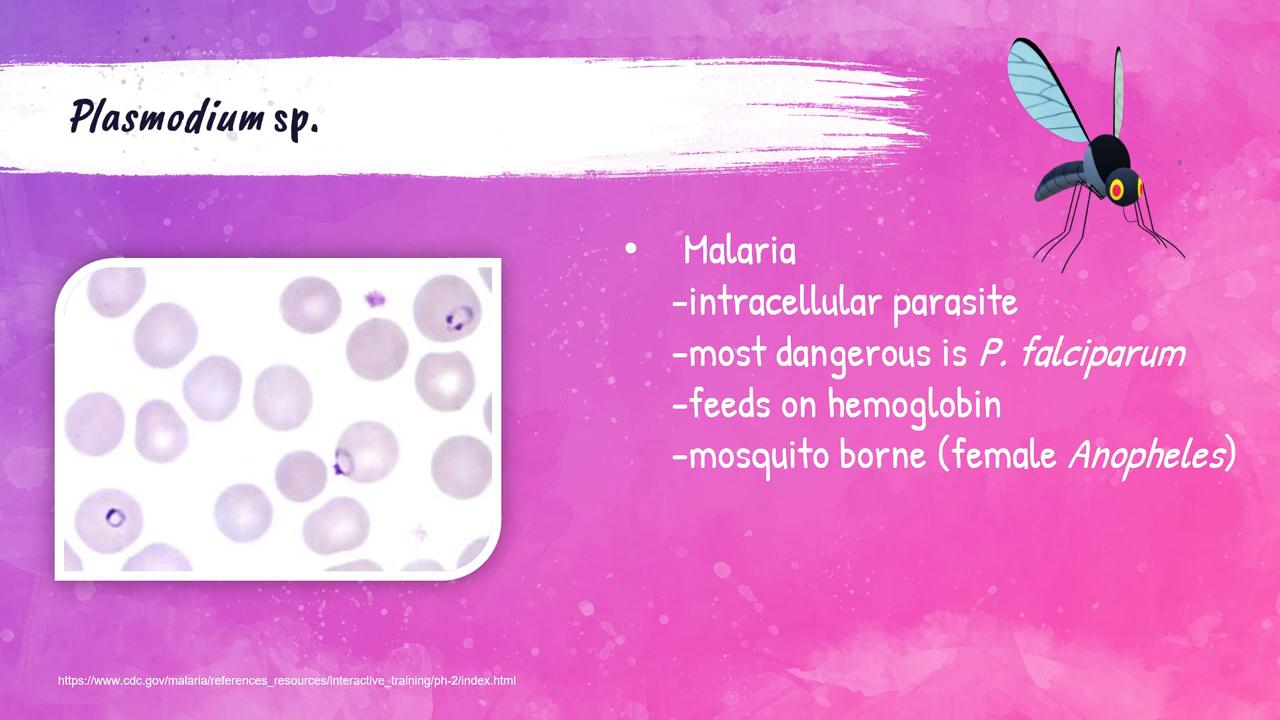 Plasmodium sp.
• Malaria
-intracellular parasite
-most dangerous is P. falciparum
-feeds on hemoglobin
-mosquito borne (female Anopheles)
https://www.cdc.gov/malaria/references_resources/interactive_training/ph-2/index.html